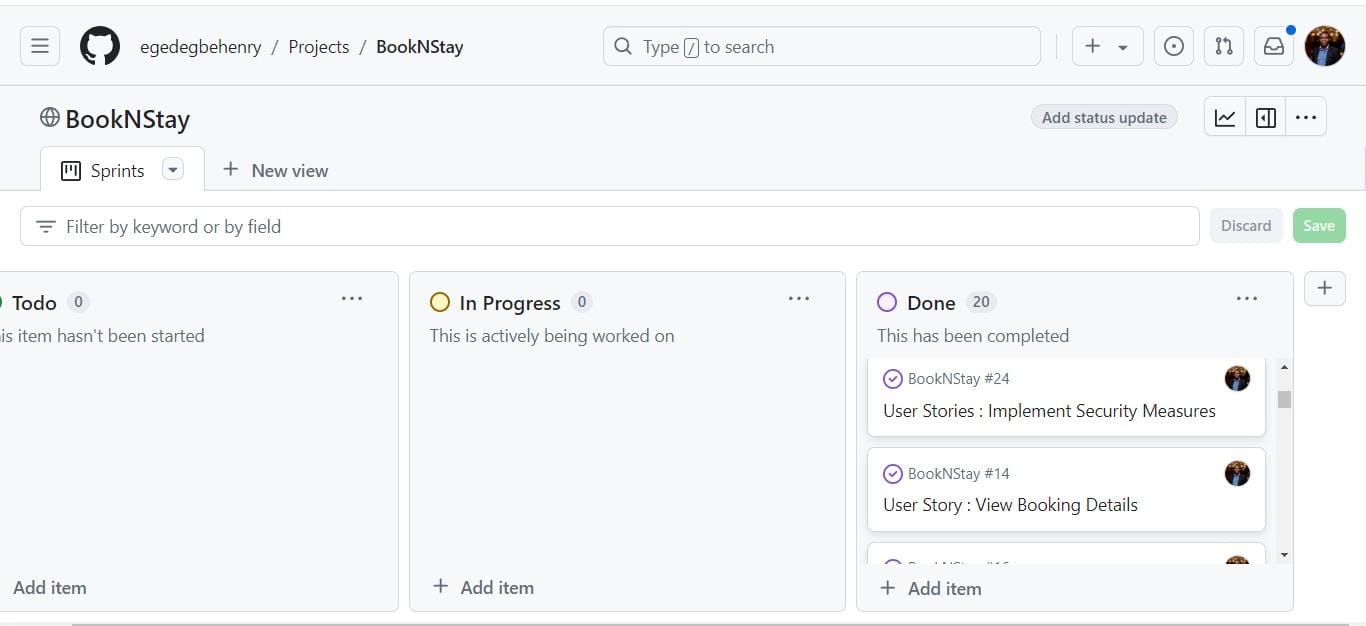 egedegbehenry / Projects / BookNStay
Type / to search
BookNStay
Add status update
Sprints
New view
Filter by keyword or by field
Discard
Save
Todo 0
is item hasn't been started
Add item
In Progress 0
This is actively being worked on
Add item
Done 20
This has been completed
BookNStay #24
User Stories : Implement Security Measures
BookNStay #14
User Story : View Booking Details
Add item